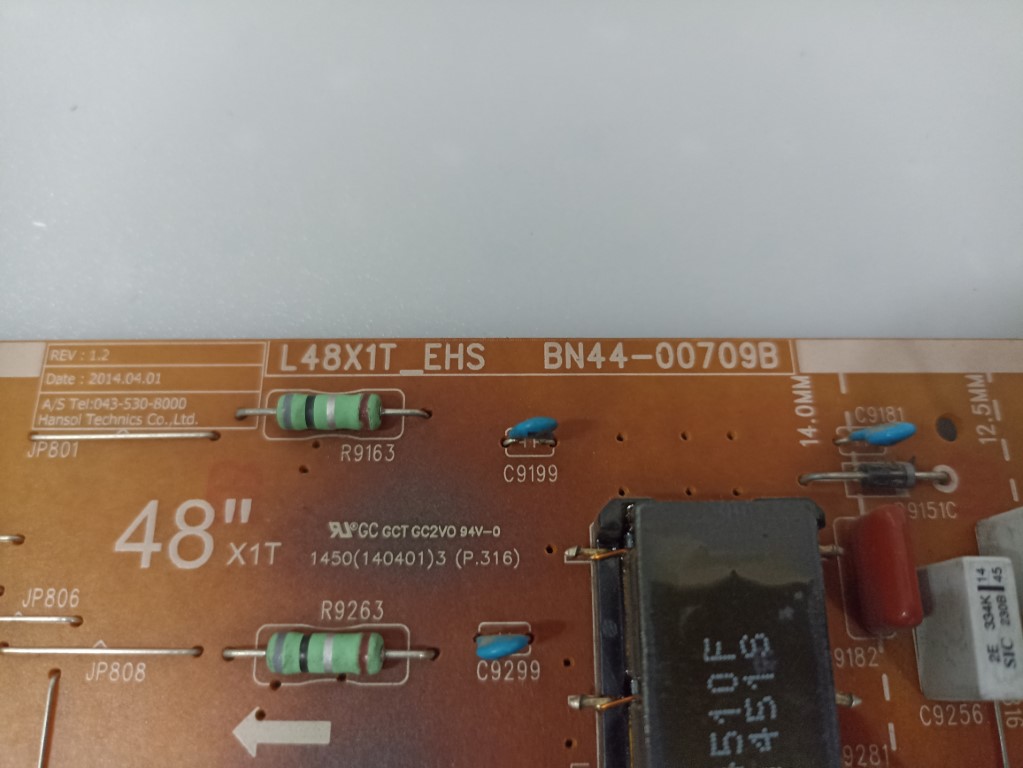 REV : 1.2
Date : 2014.04.01
A/S Tel:043-530-8000
Hansol Technics Co.,Ltd.
L48X1T_EHS BN44-00709B
JP801
R9163
C9199
14.0MM
C9181
12.5MM
9151C
48" X1T
GC GCT GC2V0 94V-0
1450(140401)3 (P.316)
JP806
R9263
JP808
C9299
510F
451
9182
2E 334K 14
SIC 230B 45
C9256
9281